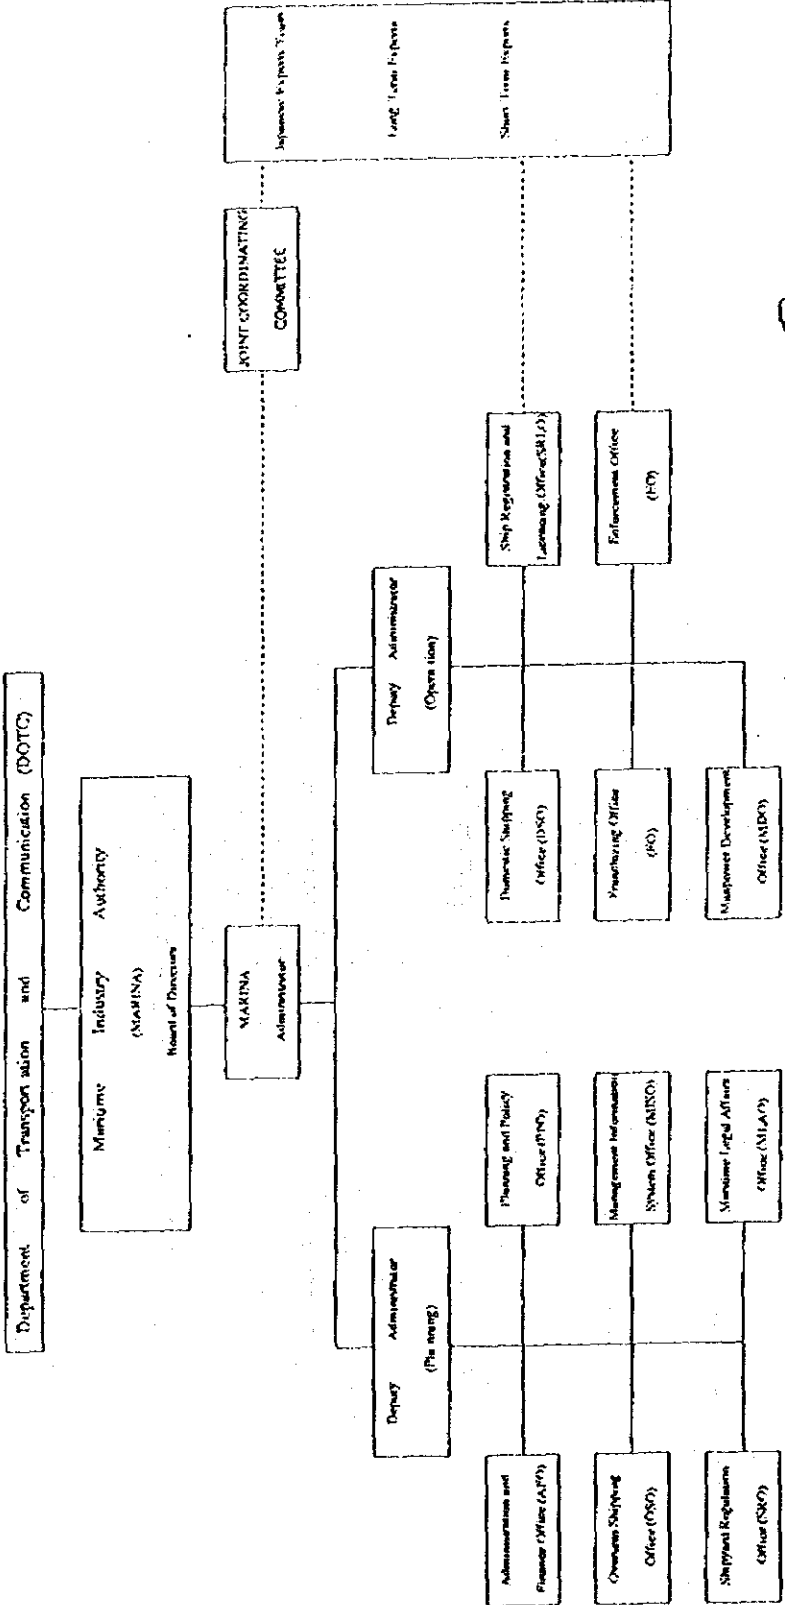 Department of Transportation and Communication (DOTC)
Maritime Industry Authority
(MARINA)
Board of Directors
MARINA
Administrator
JOINT COORDINATING
COMMITTEE
Japanese Experts Team
Long Term Experts
Short Term Experts
Deputy Administrator
(Planning)
Deputy Administrator
(Operation)
Administration and
Finance Office (AFO)
Planning and Policy
Office (PPO)
Domestic Shipping
Office (DSO)
Ship Registration and
Licensing Office(SRLO)
Overseas Shipping
Office (OSO)
Management Information
System Office (MISO)
Franchising Office
(FO)
Enforcement Office
(EO)
Shipyard Regulation
Office (SRO)
Maritime Legal Affairs
Office (MLAO)
Manpower Development
Office (MDO)